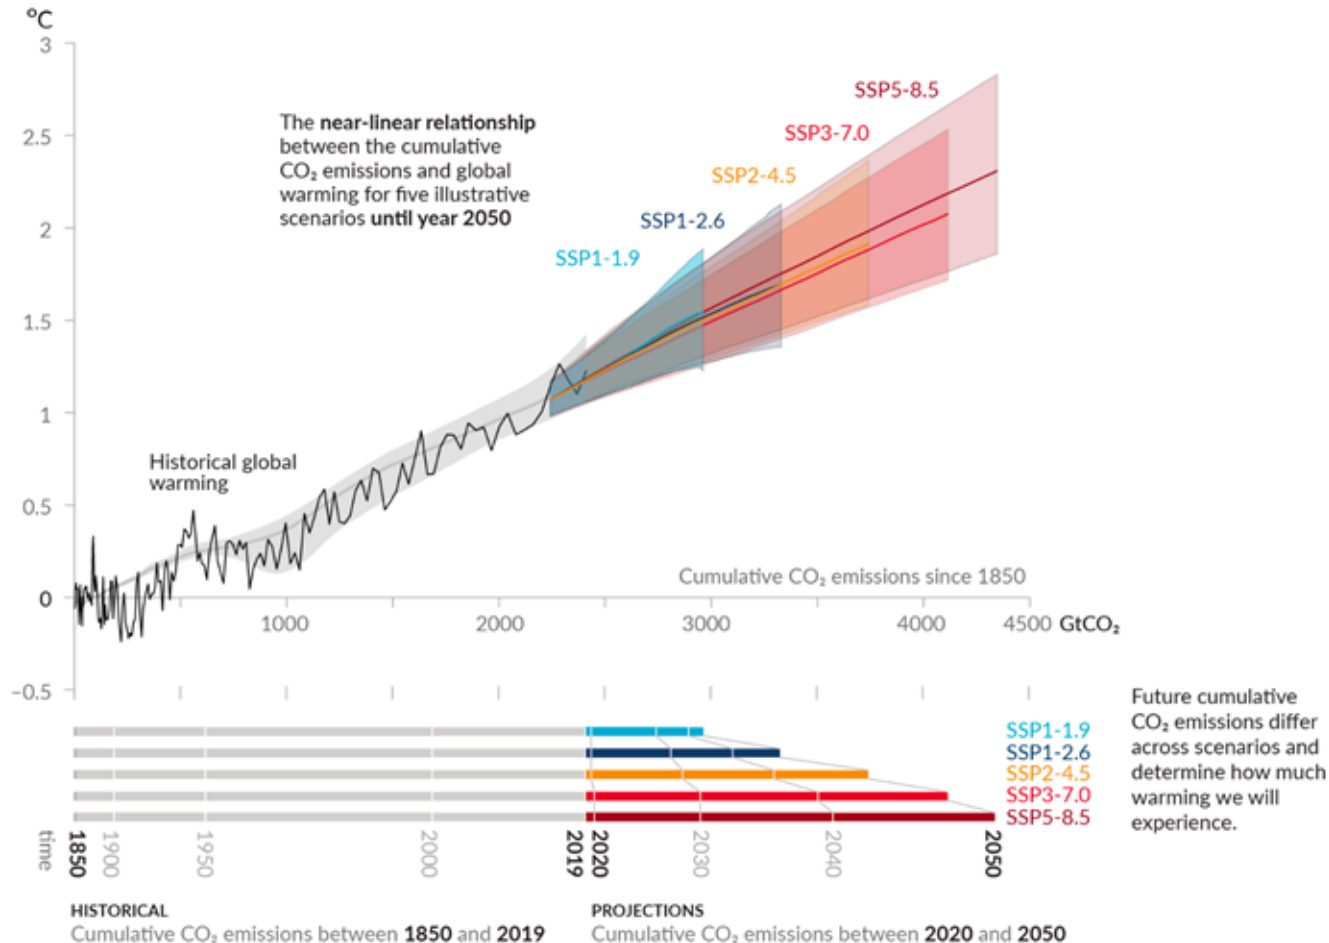 °C
3
SSP5-8.5
The near-linear relationship
between the cumulative
CO₂ emissions and global
warming for five illustrative
scenarios until year 2050
SSP3-7.0
2.5
SSP2-4.5
SSP1-2.6
2
SSP1-1.9
1.5
1
Historical global
warming
0.5
Cumulative CO₂ emissions since 1850
0
1000
2000
3000
4000
4500 GtCO₂
−0.5
Future cumulative
CO₂ emissions differ
across scenarios and
determine how much
warming we will
experience.
SSP1-1.9
SSP1-2.6
SSP2-4.5
SSP3-7.0
SSP5-8.5
time
1850
1900
1950
2000
2019
2020
2030
2040
2050
HISTORICAL
Cumulative CO₂ emissions between 1850 and 2019
PROJECTIONS
Cumulative CO₂ emissions between 2020 and 2050